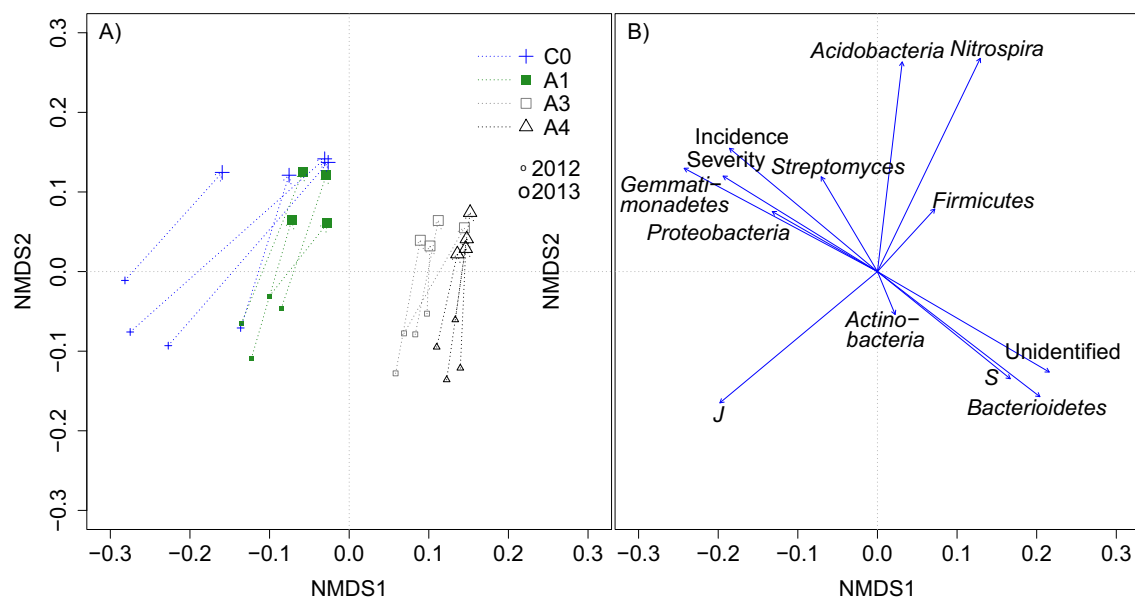 A)
C0
A1
A3
A4
2012
2013
NMDS2
0.3
0.2
0.1
0.0
−0.1
−0.2
−0.3
−0.3
−0.2
−0.1
0.0
0.1
0.2
0.3
NMDS1
B)
Acidobacteria
Nitrospira
Incidence
Severity
Streptomyces
Gemmati−
monadetes
Firmicutes
Proteobacteria
Actino−
bacteria
Unidentified
S
J
Bacterioidetes
NMDS2
−0.3
−0.2
−0.1
0.0
0.1
0.2
0.3
NMDS1